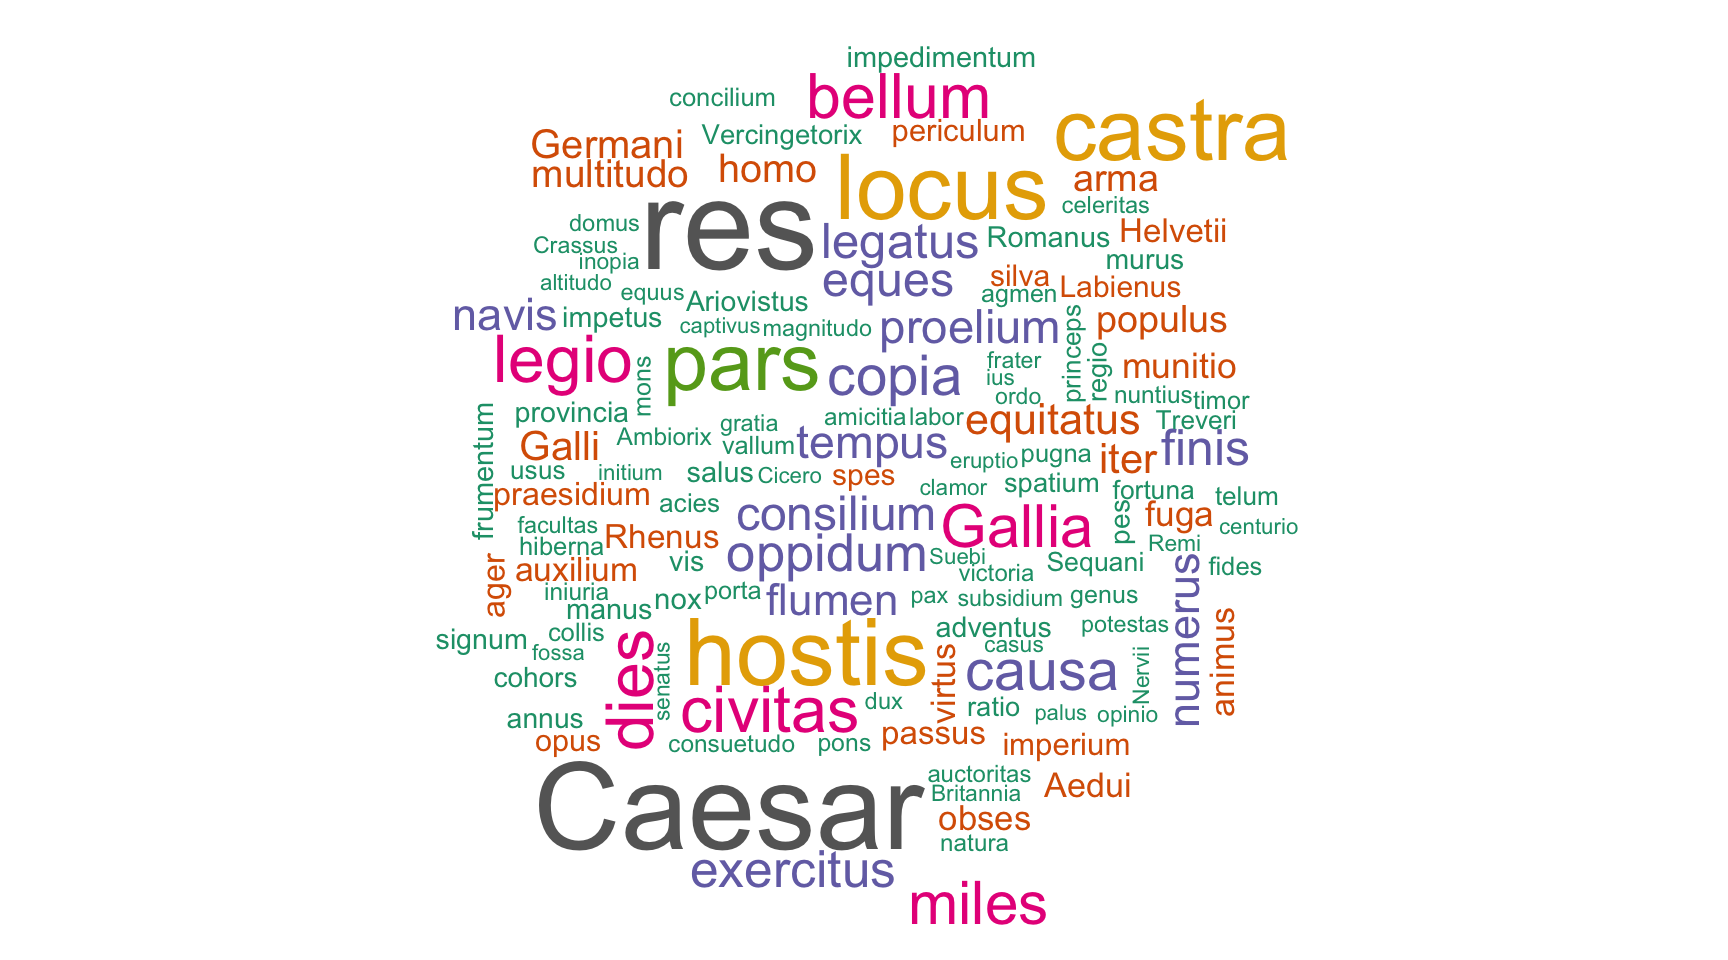 impedimentum
bellum
concilium
castra
Vercingetorix
periculum
Germani
homo
multitudo
locus
arma
celeritas
res
domus
legatus
Romanus
Helvetii
Crassus
inopia
murus
eques
silva
Labienus
altitudo
equus
Ariovistus
agmen
navis
impetus
captivus
magnitudo
proelium
populus
princeps
legio
pars
copia
frater
regio
munitio
ius
mons
ordo
nuntius
timor
provincia
gratia
amicitia
labor
equitatus
Treveri
Galli
Ambiorix
vallum
tempus
finis
frumentum
usus
initium
salus
Cicero
spes
eruptio
pugna
iter
praesidium
acies
clamor
spatium
fortuna
telum
consilium
Gallia
pes
fuga
centurio
facultas
hiberna
Rhenus
oppidum
Suebi
Remi
auxilium
vis
victoria
Sequani
fides
ager
iniuria
manus
nox
porta
flumen
pax
subsidium
genus
numerus
signum
collis
fossa
dies
senatus
hostis
adventus
casus
potestas
animus
cohors
civitas
dux
virtus
causa
Nervii
annus
ratio
palus
opinio
opus
consuetudo
pons
passus
imperium
Caesar
auctoritas
Britannia
Aedui
obses
natura
exercitus
miles